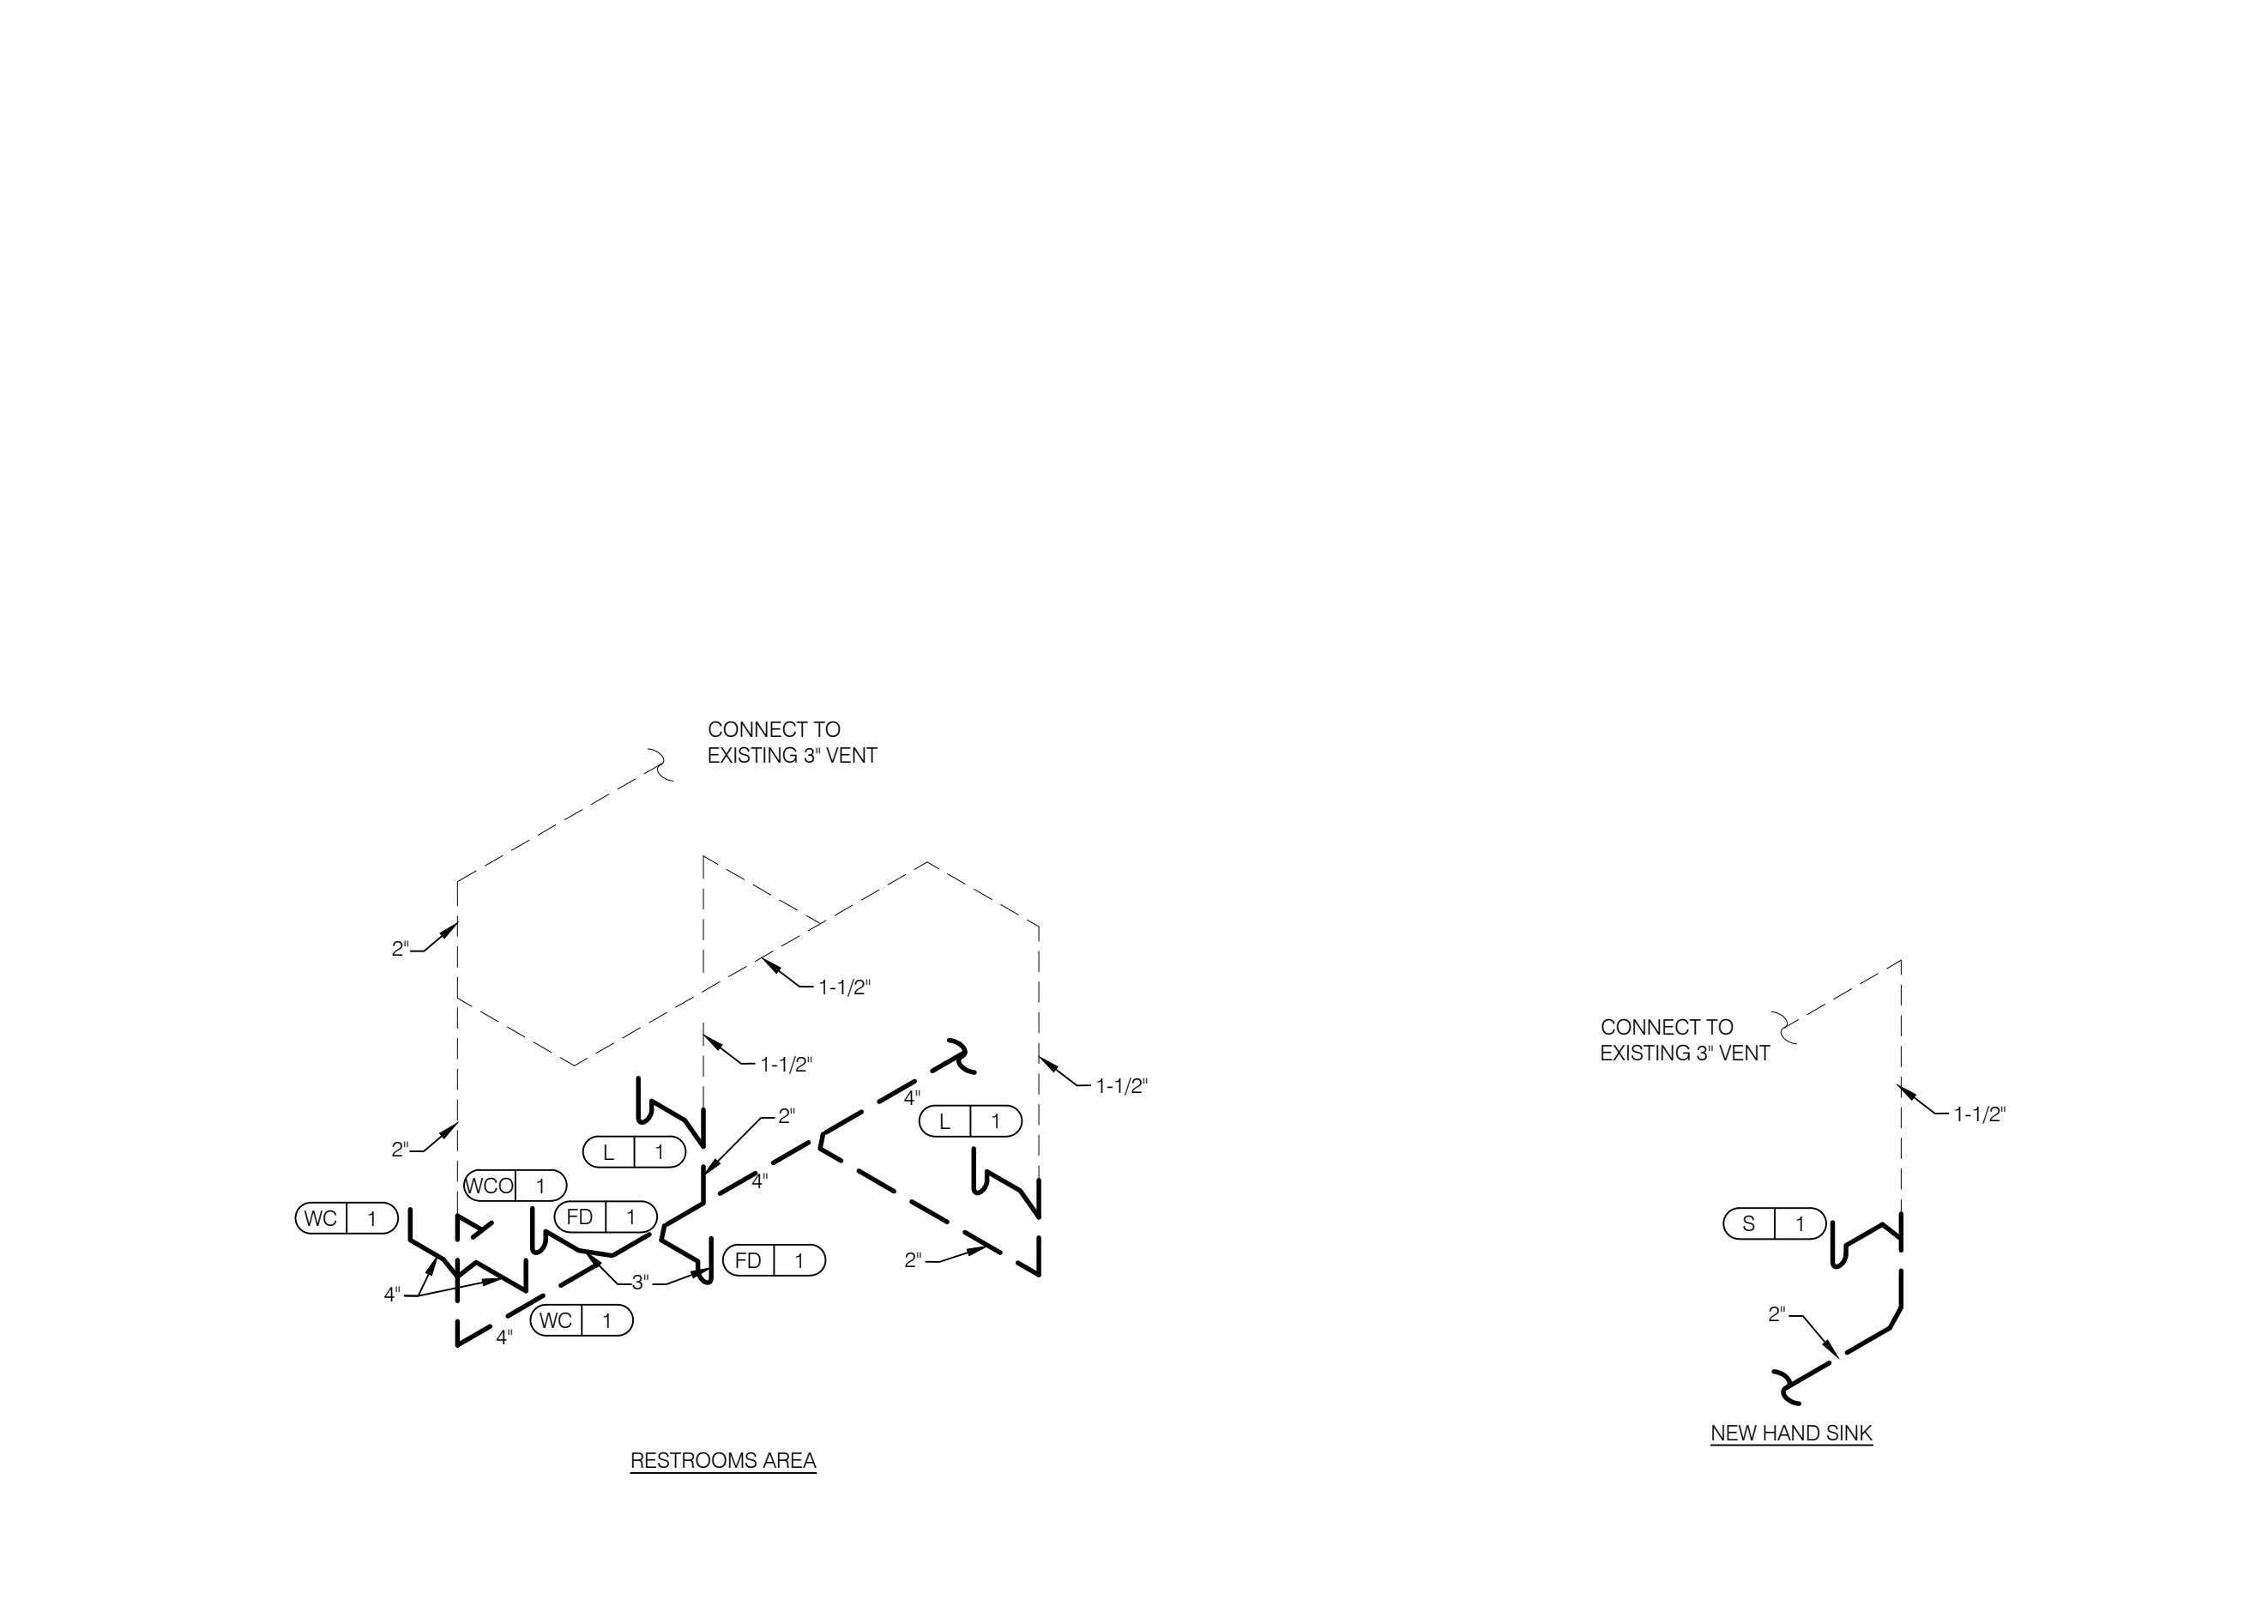 CONNECT TO
EXISTING 3" VENT
2"
1-1/2"
CONNECT TO
EXISTING 3" VENT
1-1/2"
1-1/2"
4"
1-1/2"
2"
L 1
2"
L 1
4"
WCO 1
WC 1
FD 1
S 1
FD 1
2"
3"
4"
WC 1
2"
4"
NEW HAND SINK
RESTROOMS AREA